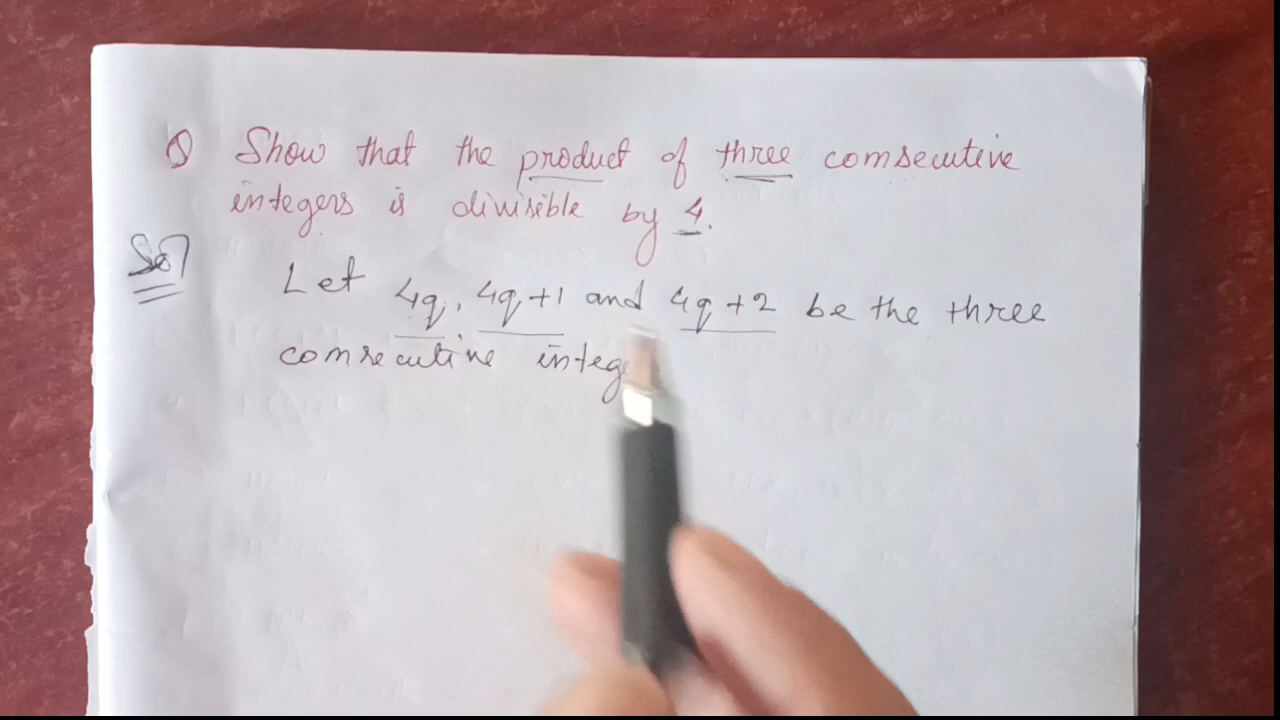 Q Show that the product of three consecutive
integers is divisible by 4.
Sol
Let 4q, 4q+1 and 4q+2 be the three
consecutive